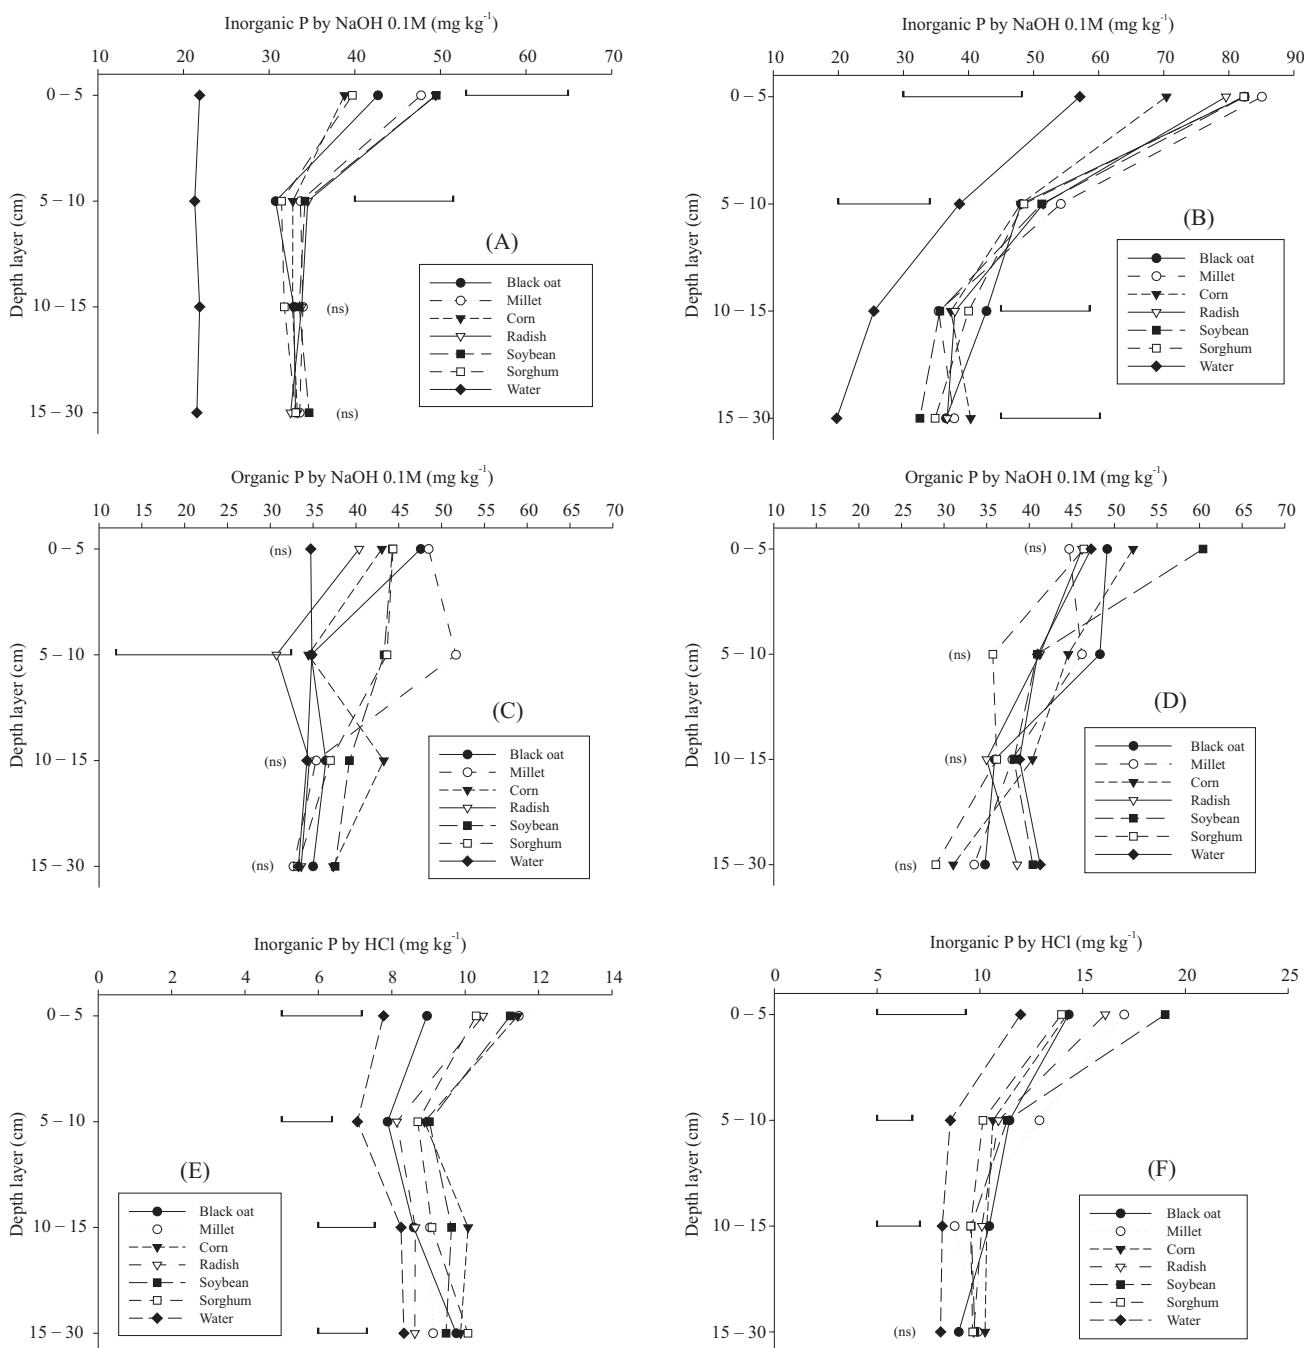 Inorganic P by NaOH 0.1M (mg kg-1)
10 20 30 40 50 60 70
Depth layer (cm)
0 – 5
5 – 10
10 – 15
15 – 30
(ns)
(ns)
(A)
Black oat
Millet
Corn
Radish
Soybean
Sorghum
Water
Inorganic P by NaOH 0.1M (mg kg-1)
10 20 30 40 50 60 70 80 90
Depth layer (cm)
0 – 5
5 – 10
10 – 15
15 – 30
(B)
Black oat
Millet
Corn
Radish
Soybean
Sorghum
Water
Organic P by NaOH 0.1M (mg kg-1)
10 15 20 25 30 35 40 45 50 55 60 70
Depth layer (cm)
0 – 5
5 – 10
10 – 15
15 – 30
(ns)
(ns)
(ns)
(C)
Black oat
Millet
Corn
Radish
Soybean
Sorghum
Water
Organic P by NaOH 0.1M (mg kg-1)
10 15 20 25 30 35 40 45 50 55 60 70
Depth layer (cm)
0 – 5
5 – 10
10 – 15
15 – 30
(ns)
(ns)
(ns)
(ns)
(D)
Black oat
Millet
Corn
Radish
Soybean
Sorghum
Water
Inorganic P by HCl (mg kg-1)
0 2 4 6 8 10 12 14
Depth layer (cm)
0 – 5
5 – 10
10 – 15
15 – 30
(E)
Black oat
Millet
Corn
Radish
Soybean
Sorghum
Water
Inorganic P by HCl (mg kg-1)
0 5 10 15 20 25
Depth layer (cm)
0 – 5
5 – 10
10 – 15
15 – 30
(ns)
(F)
Black oat
Millet
Corn
Radish
Soybean
Sorghum
Water